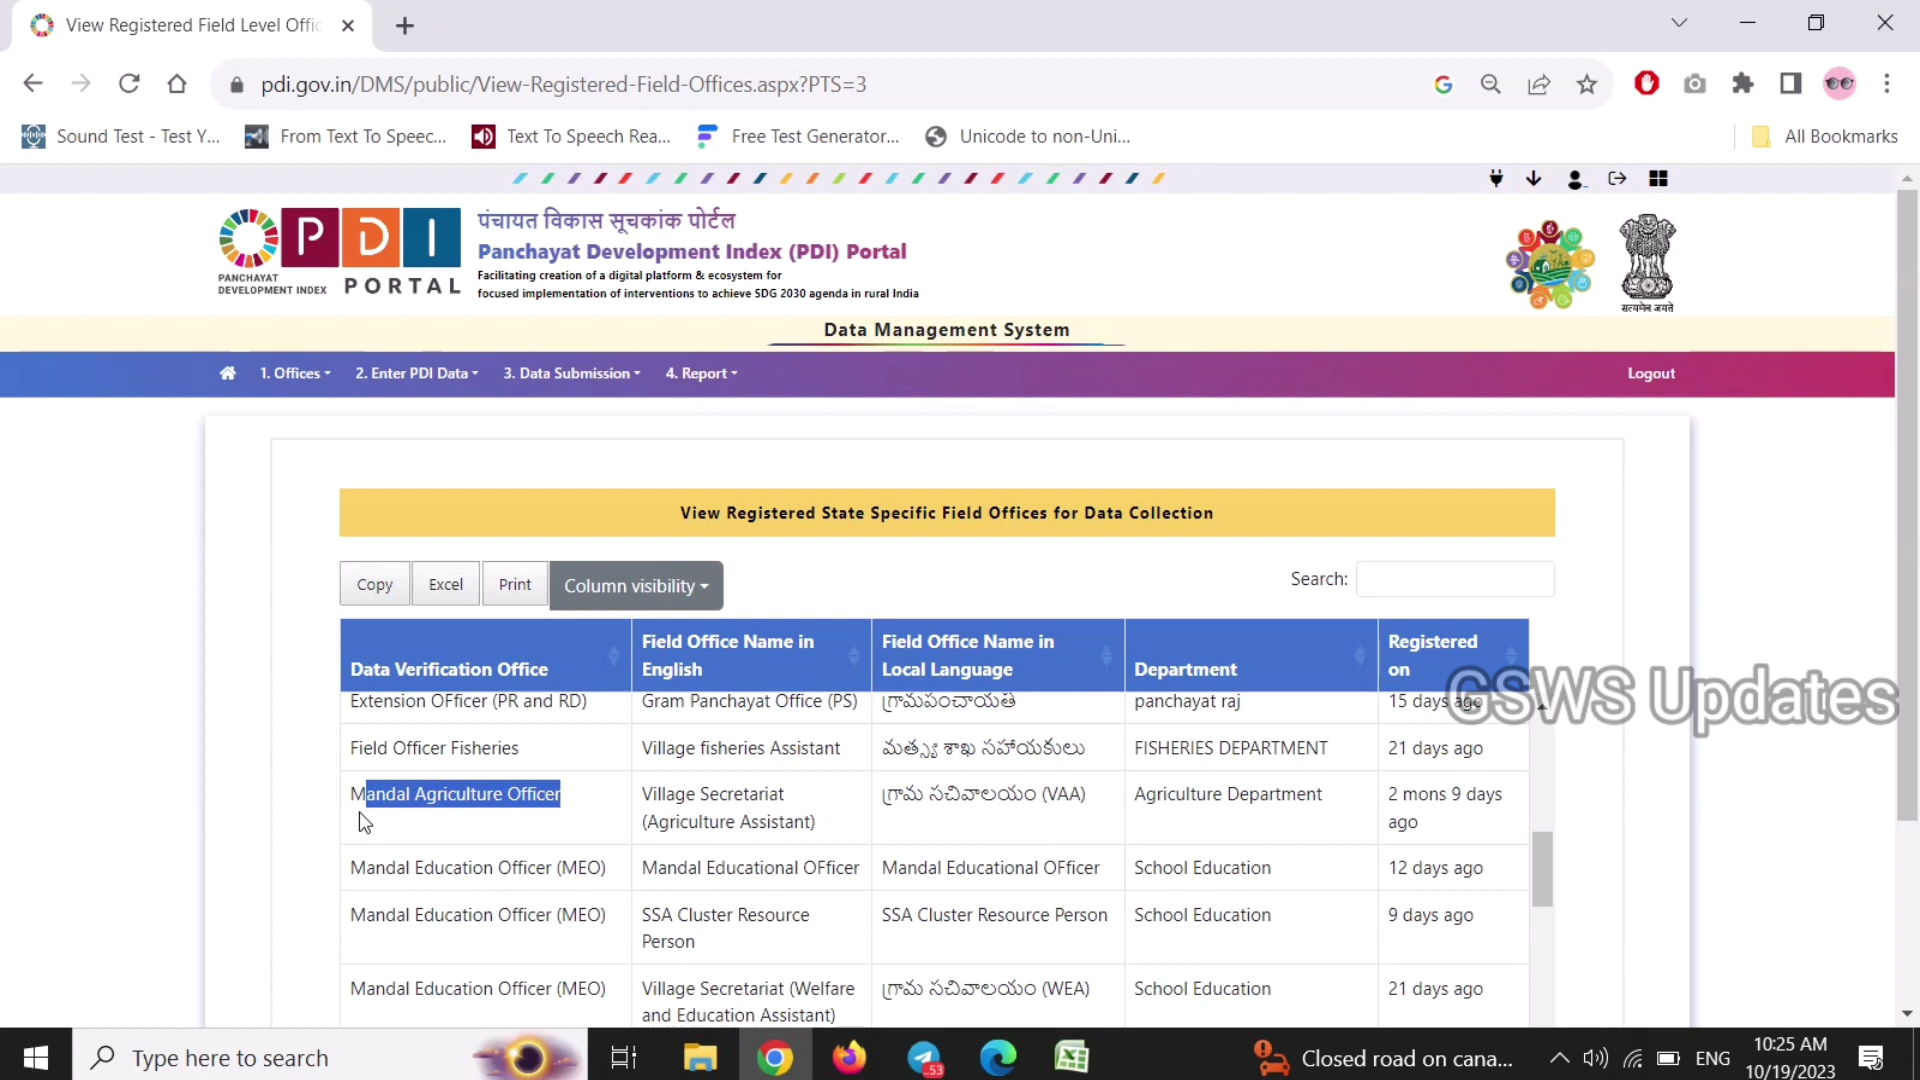 View Registered Field Level Offic
pdi.gov.in/DMS/public/View-Registered-Field-Offices.aspx?PTS=3
Sound Test - Test Y...
From Text To Speec...
Text To Speech Rea...
Free Test Generator...
Unicode to non-Uni...
All Bookmarks
P D I
PANCHAYAT
DEVELOPMENT INDEX
PORTAL
पंचायत विकास सूचकांक पोर्टल
Panchayat Development Index (PDI) Portal
Facilitating creation of a digital platform & ecosystem for
focused implementation of interventions to achieve SDG 2030 agenda in rural India
सत्यमेव जयते
Data Management System
1. Offices
2. Enter PDI Data
3. Data Submission
4. Report
Logout
View Registered State Specific Field Offices for Data Collection
Copy
Excel
Print
Column visibility
Search:
Data Verification Office
Field Office Name in
English
Field Office Name in
Local Language
Department
Registered
on
Extension OFficer (PR and RD)
Gram Panchayat Office (PS)
గ్రామపంచాయతీ
panchayat raj
15 days ago
GSWS Updates
Field Officer Fisheries
Village fisheries Assistant
మత్స్య శాఖ సహాయకులు
FISHERIES DEPARTMENT
21 days ago
Mandal Agriculture Officer
Village Secretariat
(Agriculture Assistant)
గ్రామ సచివాలయం (VAA)
Agriculture Department
2 mons 9 days
ago
Mandal Education Officer (MEO)
Mandal Educational OFficer
Mandal Educational OFficer
School Education
12 days ago
Mandal Education Officer (MEO)
SSA Cluster Resource
Person
SSA Cluster Resource Person
School Education
9 days ago
Mandal Education Officer (MEO)
Village Secretariat (Welfare
and Education Assistant)
గ్రామ సచివాలయం (WEA)
School Education
21 days ago
Type here to search
..53
Closed road on cana...
ENG
10:25 AM
10/19/2023